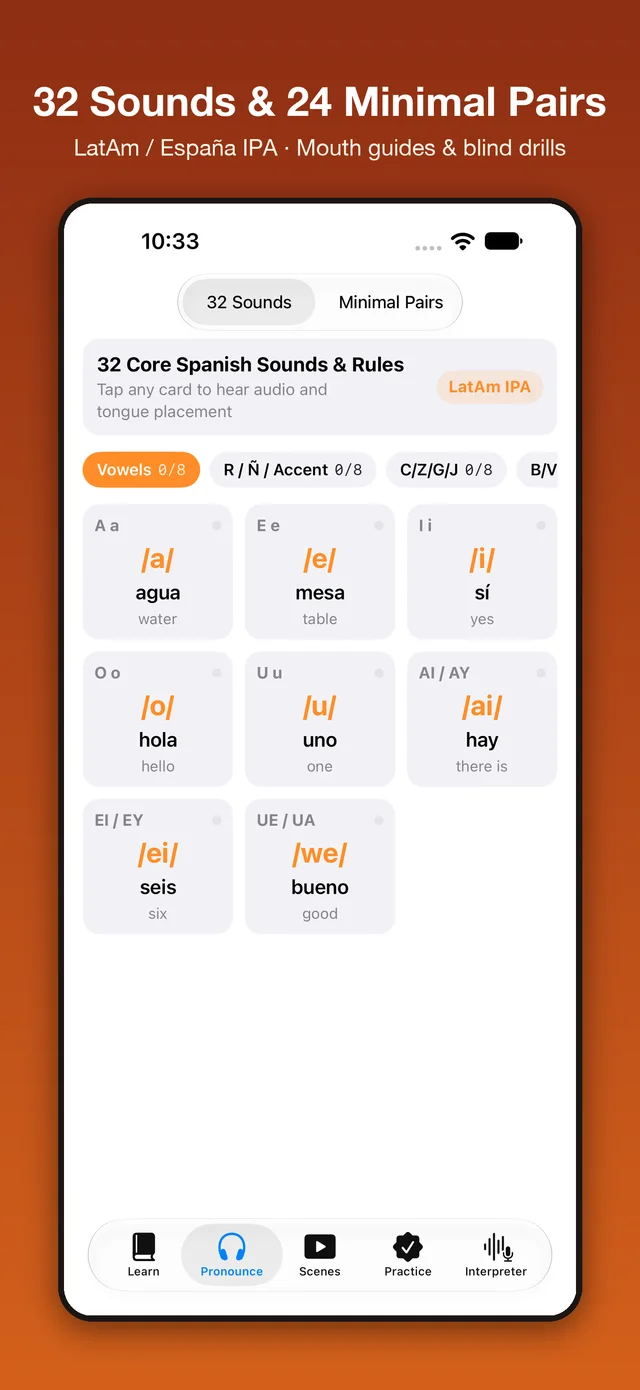 32 Sounds & 24 Minimal Pairs
LatAm / España IPA · Mouth guides & blind drills
10:33
32 Sounds
Minimal Pairs
32 Core Spanish Sounds & Rules
Tap any card to hear audio and
tongue placement
LatAm IPA
Vowels 0/8
R / Ñ / Accent 0/8
C/Z/G/J 0/8
B/V
A a
/a/
agua
water
E e
/e/
mesa
table
I i
/i/
sí
yes
O o
/o/
hola
hello
U u
/u/
uno
one
AI / AY
/ai/
hay
there is
EI / EY
/ei/
seis
six
UE / UA
/we/
bueno
good
Learn
Pronounce
Scenes
Practice
Interpreter